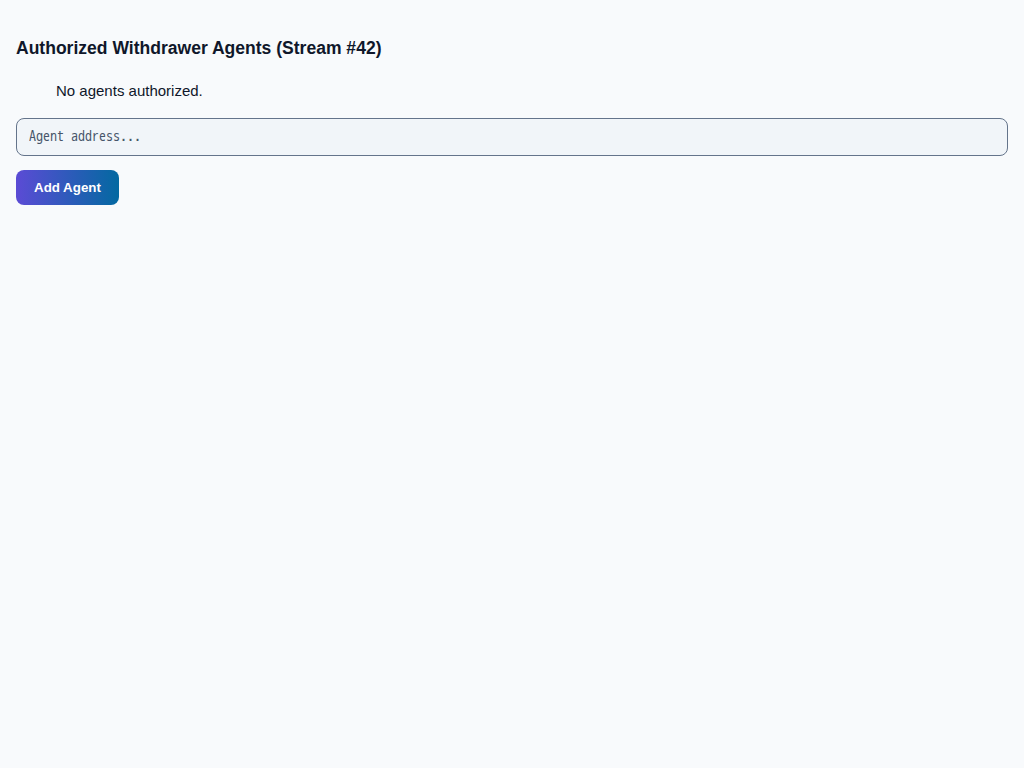 Authorized Withdrawer Agents (Stream #42)
No agents authorized.
Agent address...
Add Agent